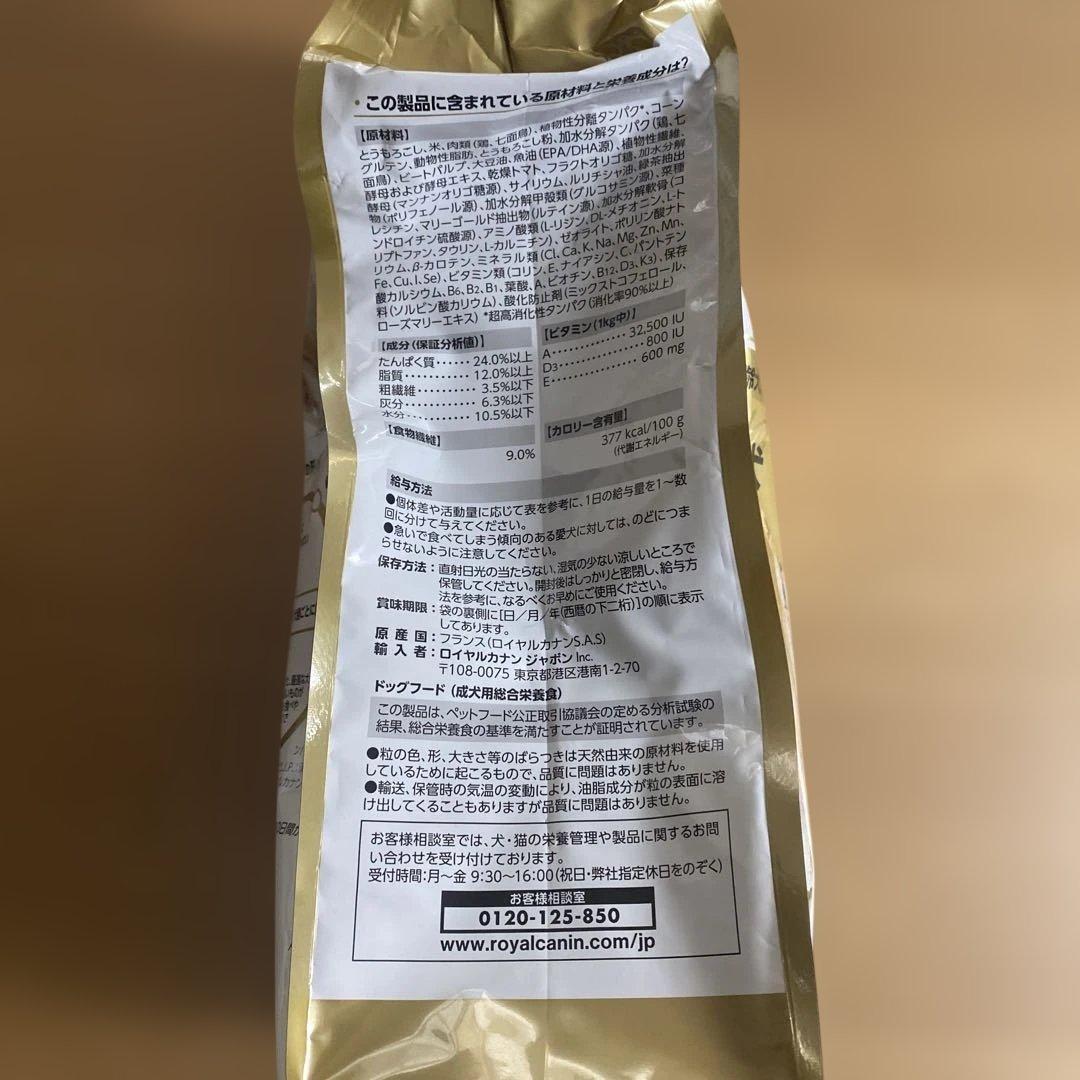 ・この製品に含まれている原材料と栄養成分は?
【原材料】
とうもろこし、米、肉類(鶏、七面鳥)、植物性分離タンパク*、コーン
グルテン、動物性脂肪、とうもろこし粉、加水分解タンパク(鶏、七
面鳥)、ビートパルプ、大豆油、魚油(EPA/DHA源)、植物性繊維、
酵母および酵母エキス、乾燥トマト、フラクトオリゴ糖、加水分解
酵母(マンナンオリゴ糖源)、サイリウム、ルリチシャ油、緑茶抽出
物(ポリフェノール源)、加水分解甲殻類(グルコサミン源)、菜種
レシチン、マリーゴールド抽出物(ルテイン源)、加水分解軟骨(コ
ンドロイチン硫酸源)、アミノ酸類(L-リジン、DL-メチオニン、L-ト
リプトファン、タウリン、L-カルニチン)、ゼオライト、ポリリン酸ナト
リウム、β-カロテン、ミネラル類(Cl、Ca、K、Na、Mg、Zn、Mn、
Fe、Cu、I、Se)、ビタミン類(コリン、E、ナイアシン、C、パントテン
酸カルシウム、B6、B2、B1、葉酸、A、ビオチン、B12、D3、K3)、保存
料(ソルビン酸カリウム)、酸化防止剤(ミックストコフェロール、
ローズマリーエキス) *超高消化性タンパク(消化率90%以上)
【成分(保証分析値)】
たんぱく質・・・・・・24.0%以上
脂質・・・・・・・・・・・12.0%以上
粗繊維・・・・・・・・・・3.5%以下
灰分・・・・・・・・・・・・6.3%以下
水分・・・・・・・・・・・10.5%以下
【食物繊維】
9.0%
【ビタミン(1kg中)】
A・・・・・・・・・・・・・32,500 IU
D3・・・・・・・・・・・・・・800 IU
E・・・・・・・・・・・・・・・600 mg
【カロリー含有量】
377 kcal/100 g
(代謝エネルギー)
給与方法
●個体差や活動量に応じて表を参考に、1日の給与量を1〜数
回に分けて与えてください。
●急いで食べてしまう傾向のある愛犬に対しては、のどにつま
らせないように注意してください。
保存方法:直射日光の当たらない、湿気の少ない涼しいところで
保管してください。開封後はしっかりと密閉し、給与方
法を参考に、なるべくお早めにご使用ください。
賞味期限:袋の裏側に[日/月/年(西暦の下二桁)]の順に表示
してあります。
原産国:フランス(ロイヤルカナンS.A.S)
輸入者:ロイヤルカナン ジャポン Inc.
〒108-0075 東京都港区港南1-2-70
ドッグフード(成犬用総合栄養食)
この製品は、ペットフード公正取引協議会の定める分析試験の
結果、総合栄養食の基準を満たすことが証明されています。
●粒の色、形、大きさ等のばらつきは天然由来の原材料を使用
しているために起こるもので、品質に問題はありません。
●輸送、保管時の気温の変動により、油脂成分が粒の表面に溶
け出してくることもありますが品質に問題はありません。
お客様相談室では、犬・猫の栄養管理や製品に関するお問
い合わせを受け付けております。
受付時間:月〜金 9:30〜16:00(祝日・弊社指定休日をのぞく)
お客様相談室
0120-125-850
www.royalcanin.com/jp